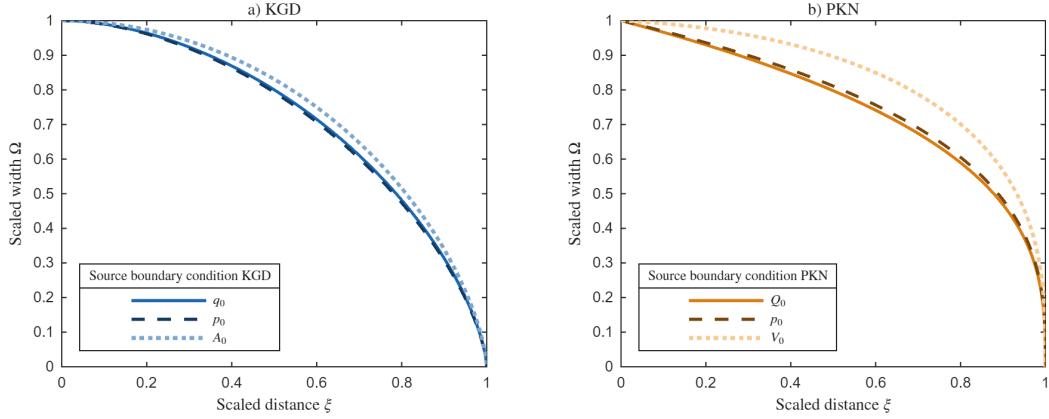 a) KGD
1
0.9
0.8
0.7
0.6
0.5
0.4
0.3
0.2
0.1
0
Scaled width Ω
Source boundary condition KGD
q₀
p₀
A₀
0 0.2 0.4 0.6 0.8 1
Scaled distance ξ
b) PKN
1
0.9
0.8
0.7
0.6
0.5
0.4
0.3
0.2
0.1
0
Scaled width Ω
Source boundary condition PKN
Q₀
p₀
V₀
0 0.2 0.4 0.6 0.8 1
Scaled distance ξ